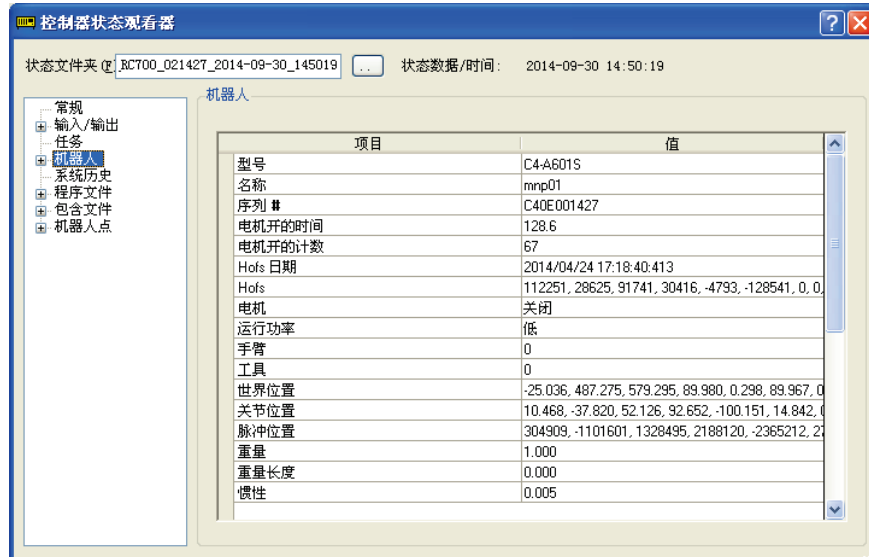 控制器状态观看器
状态文件夹(F) RC700_021427_2014-09-30_145019 .. 状态数据/时间: 2014-09-30 14:50:19
常规
输入/输出
任务
机器人
系统历史
程序文件
包含文件
机器人点
机器人
项目 值
型号 C4-A601S
名称 mnp01
序列 # C40E001427
电机开的时间 128.6
电机开的计数 67
Hofs 日期 2014/04/24 17:18:40:413
Hofs 112251, 28625, 91741, 30416, -4793, -128541, 0, 0,
电机 关闭
运行功率 低
手臂 0
工具 0
世界位置 -25.036, 487.275, 579.295, 89.980, 0.298, 89.967, 0
关节位置 10.468, -37.820, 52.126, 92.652, -100.151, 14.842,
脉冲位置 304909, -1101601, 1328495, 2188120, -2365212,
重量 1.000
重量长度 0.000
惯性 0.005